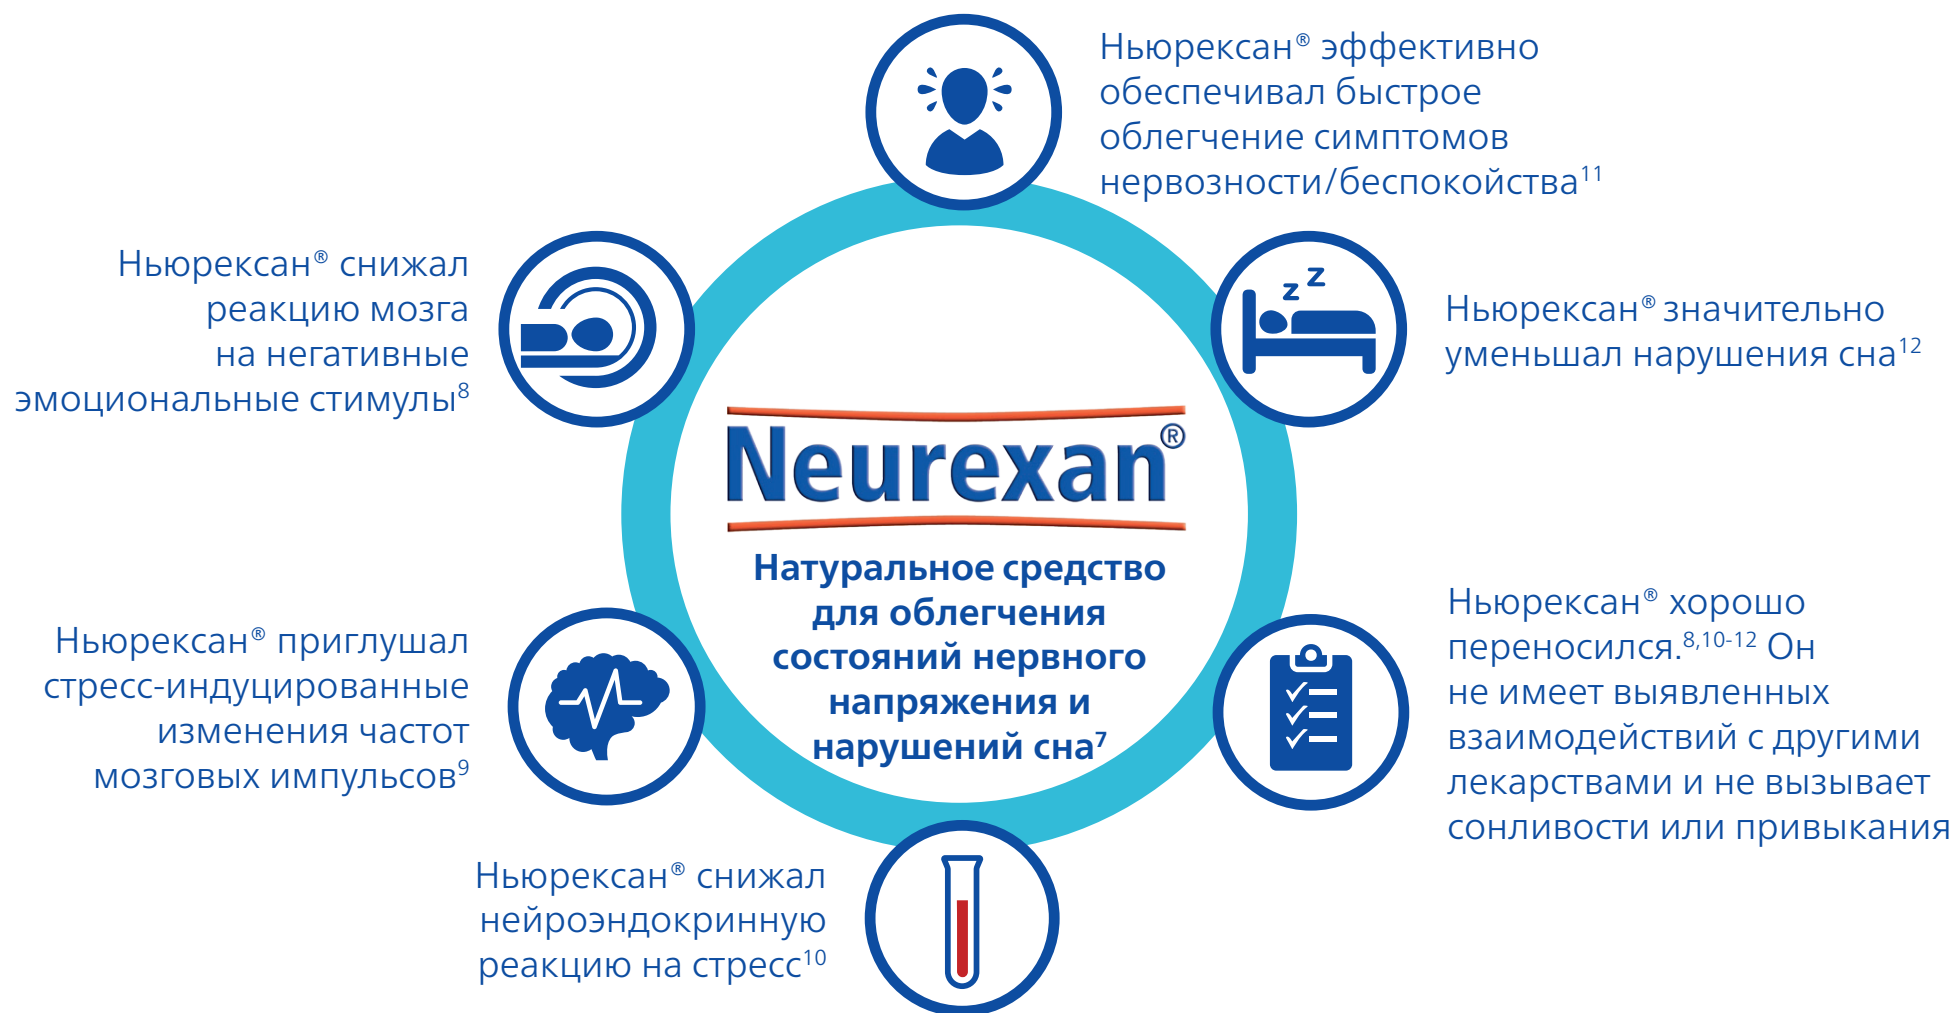 Ньюрексан® эффективно
обеспечивал быстрое
облегчение симптомов
нервозности/беспокойства¹¹
Ньюрексан® снижал
реакцию мозга
на негативные
эмоциональные стимулы⁸
z z
Ньюрексан® значительно
уменьшал нарушения сна¹²
Neurexan®
Натуральное средство
для облегчения
состояний нервного
напряжения и
нарушений сна⁷
Ньюрексан® приглушал
стресс-индуцированные
изменения частот
мозговых импульсов⁹
Ньюрексан® хорошо
переносился.⁸,¹⁰⁻¹² Он
не имеет выявленных
взаимодействий с другими
лекарствами и не вызывает
сонливости или привыкания
Ньюрексан® снижал
нейроэндокринную
реакцию на стресс¹⁰